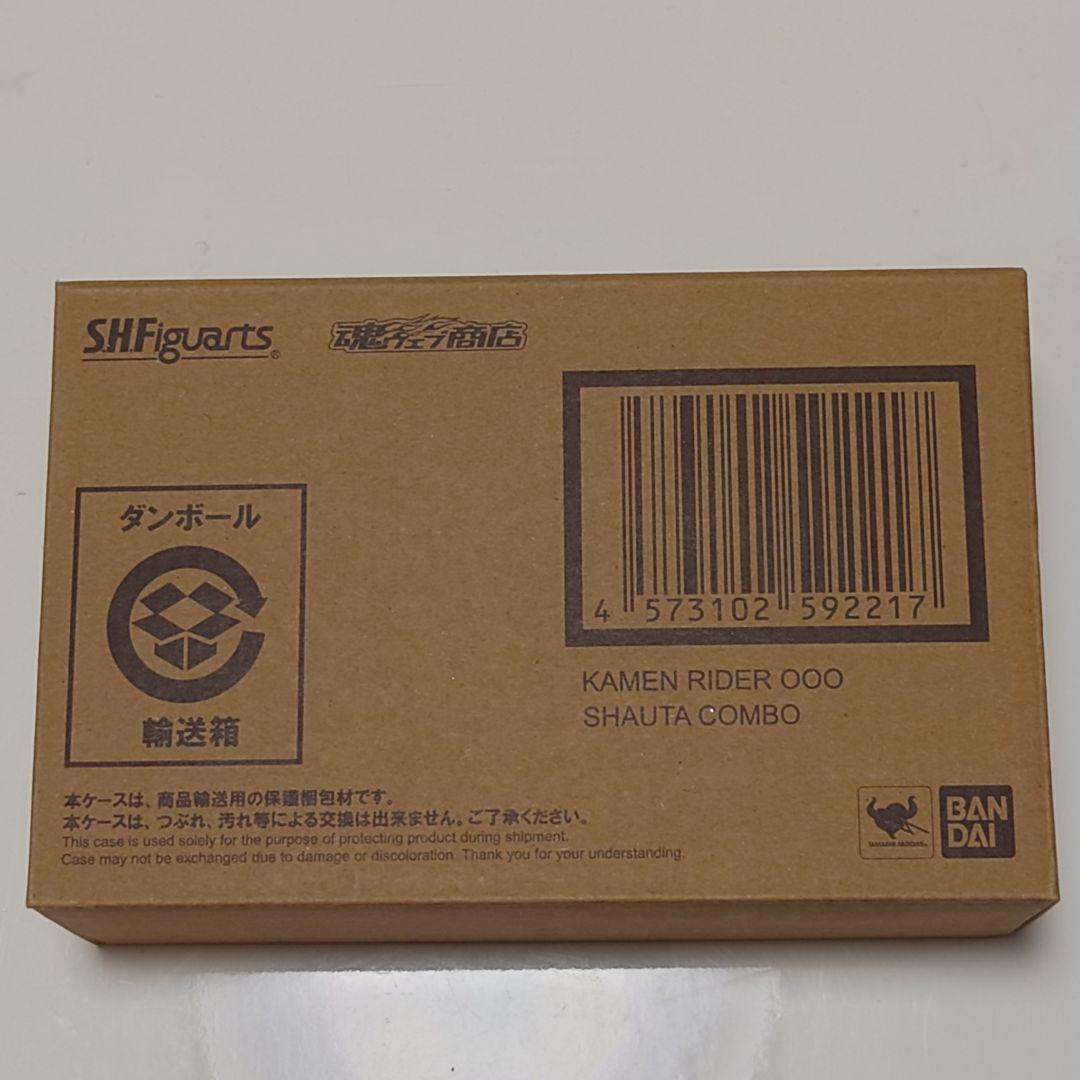 S.H.Figuarts®
魂ウェブ商店
4 573102 592217
KAMEN RIDER OOO
SHAUTA COMBO
ダンボール
輸送箱
本ケースは、商品輸送用の保護梱包材です。
本ケースは、つぶれ、汚れ等による交換は出来ません。ご了承ください。
This case is used solely for the purpose of protecting product during shipment.
Case may not be exchanged due to damage or discoloration. Thank you for your understanding.
TAMASHII NATIONS
BAN
DAI